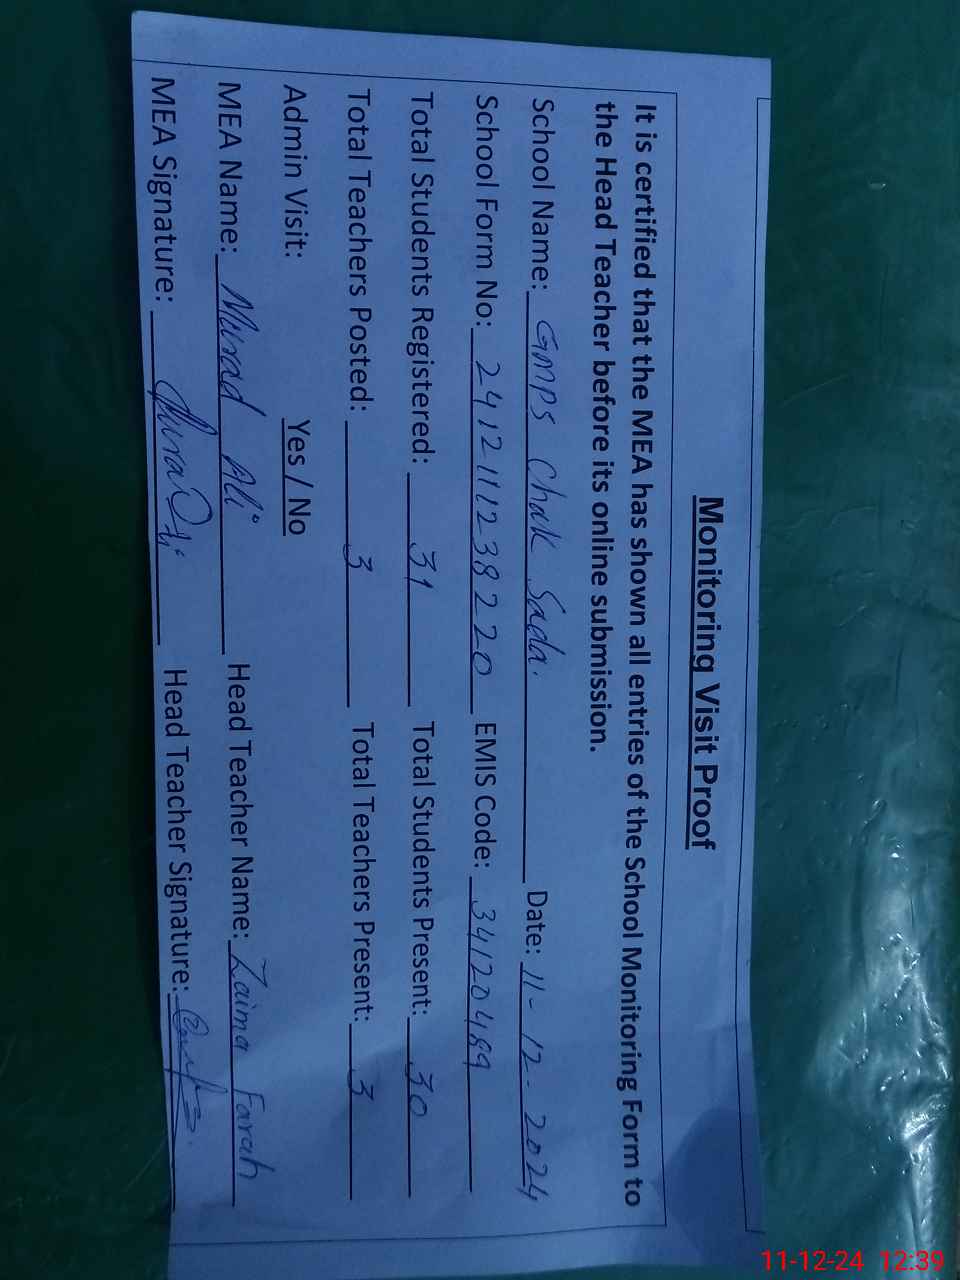 Monitoring Visit Proof
It is certified that the MEA has shown all entries of the School Monitoring Form to
the Head Teacher before its online submission.
School Name: GMPS Chak Sada. Date: 11-12-2024
School Form No: 241211238220 EMIS Code: 34120489
Total Students Registered: 31 Total Students Present: 30
Total Teachers Posted: 3 Total Teachers Present: 3
Admin Visit: Yes / No
MEA Name: Murad Ali Head Teacher Name: Zaima Farah
MEA Signature: Head Teacher Signature:
11-12-24 12:39